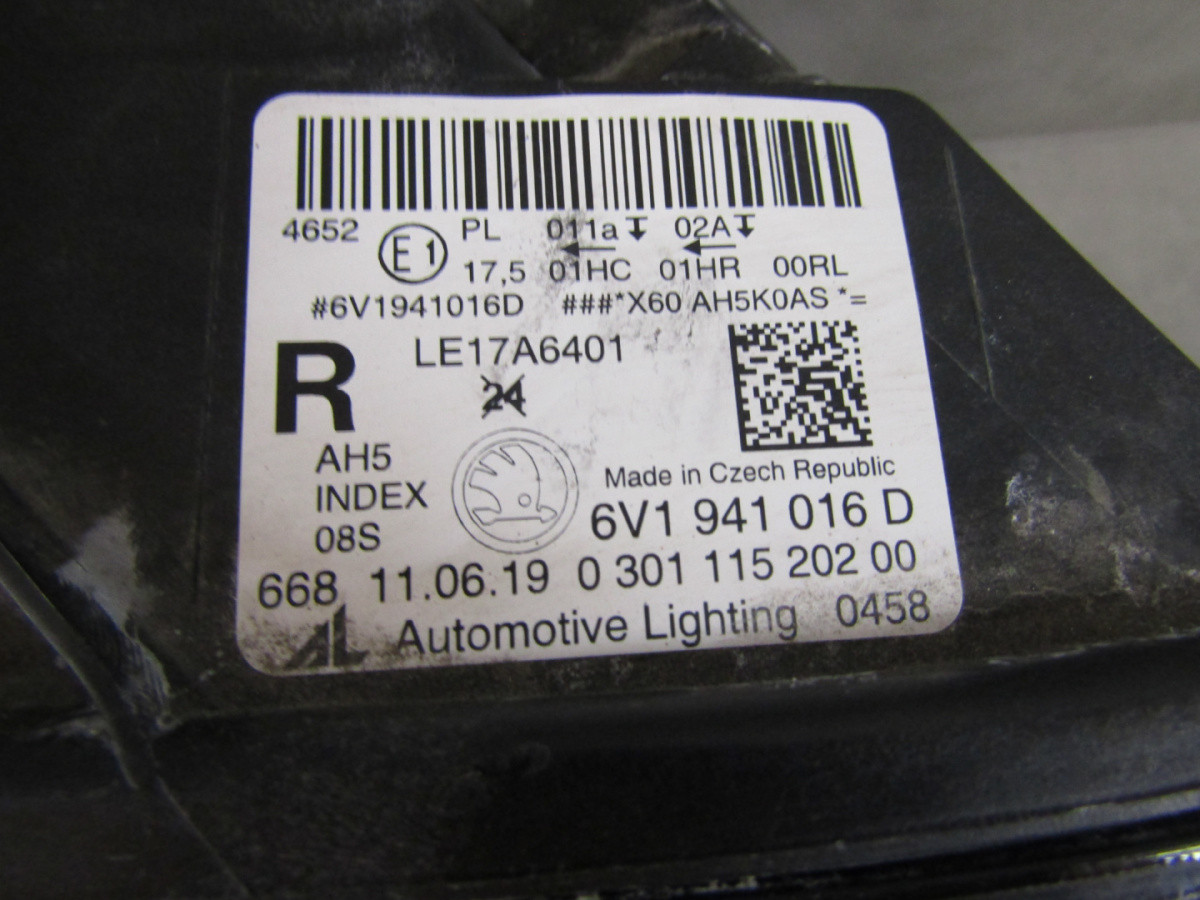 4652 E1 PL 011a 02A
17,5 01HC 01HR 00RL
#6V1941016D ###*X60 AH5K0AS *=
R LE17A6401
24
AH5
INDEX
08S
Made in Czech Republic
6V1 941 016 D
668 11.06.19 0 301 115 202 00
AL Automotive Lighting 0458